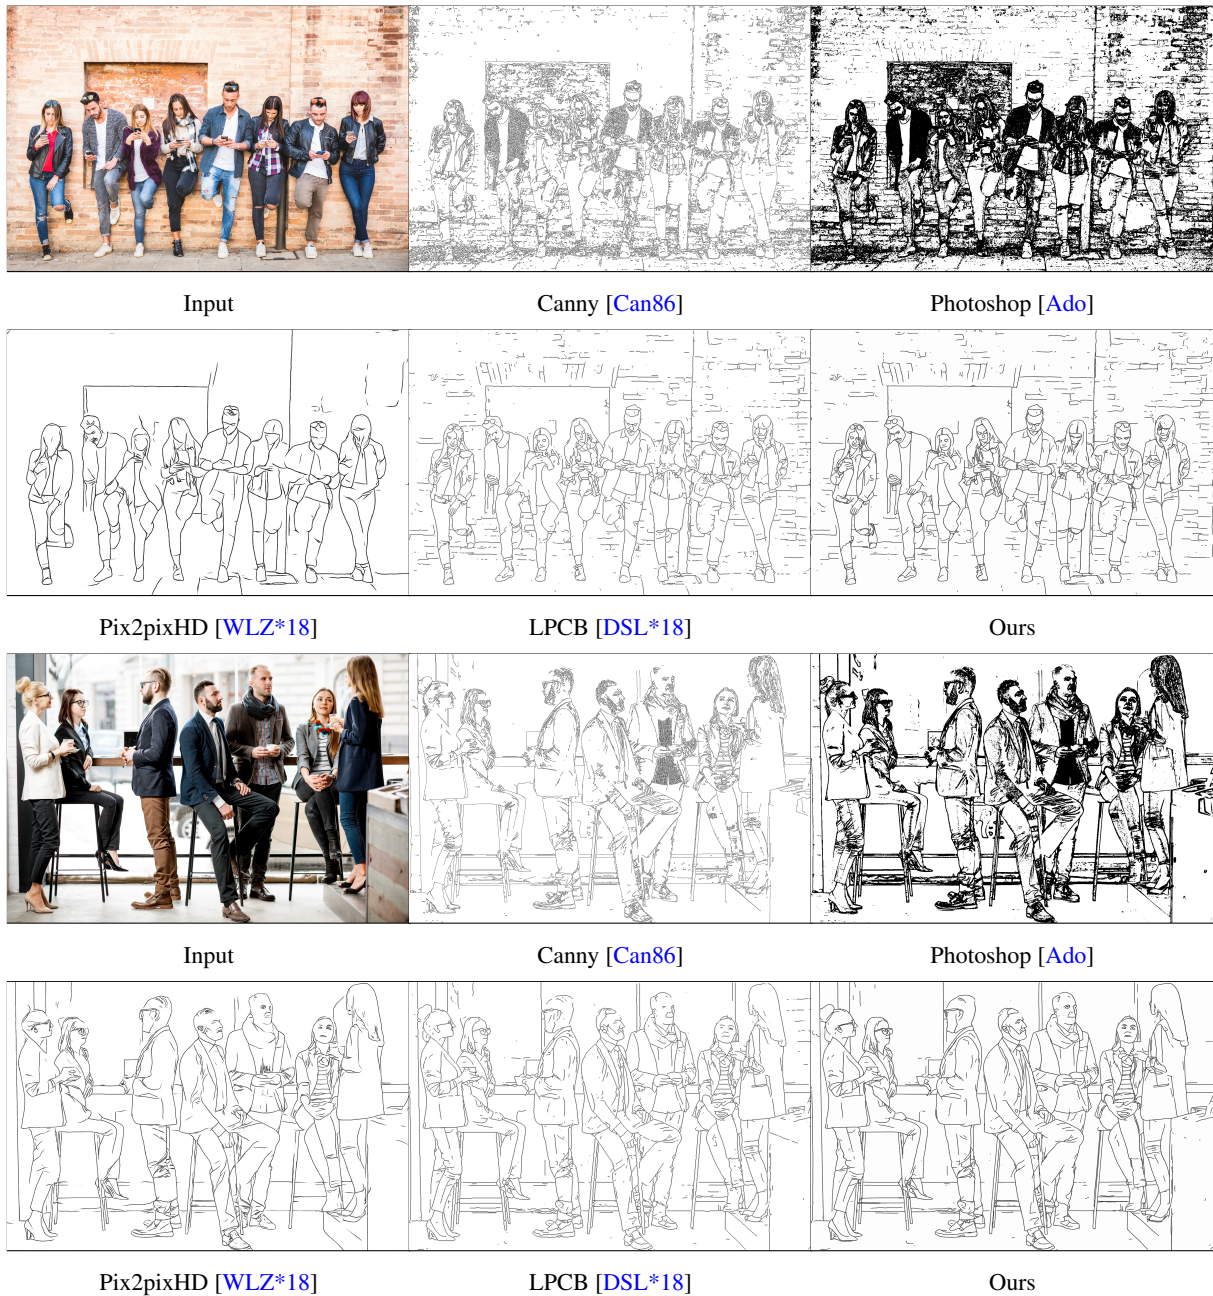 Input
Canny [Can86]
Photoshop [Ado]
Pix2pixHD [WLZ*18]
LPCB [DSL*18]
Ours
Input
Canny [Can86]
Photoshop [Ado]
Pix2pixHD [WLZ*18]
LPCB [DSL*18]
Ours